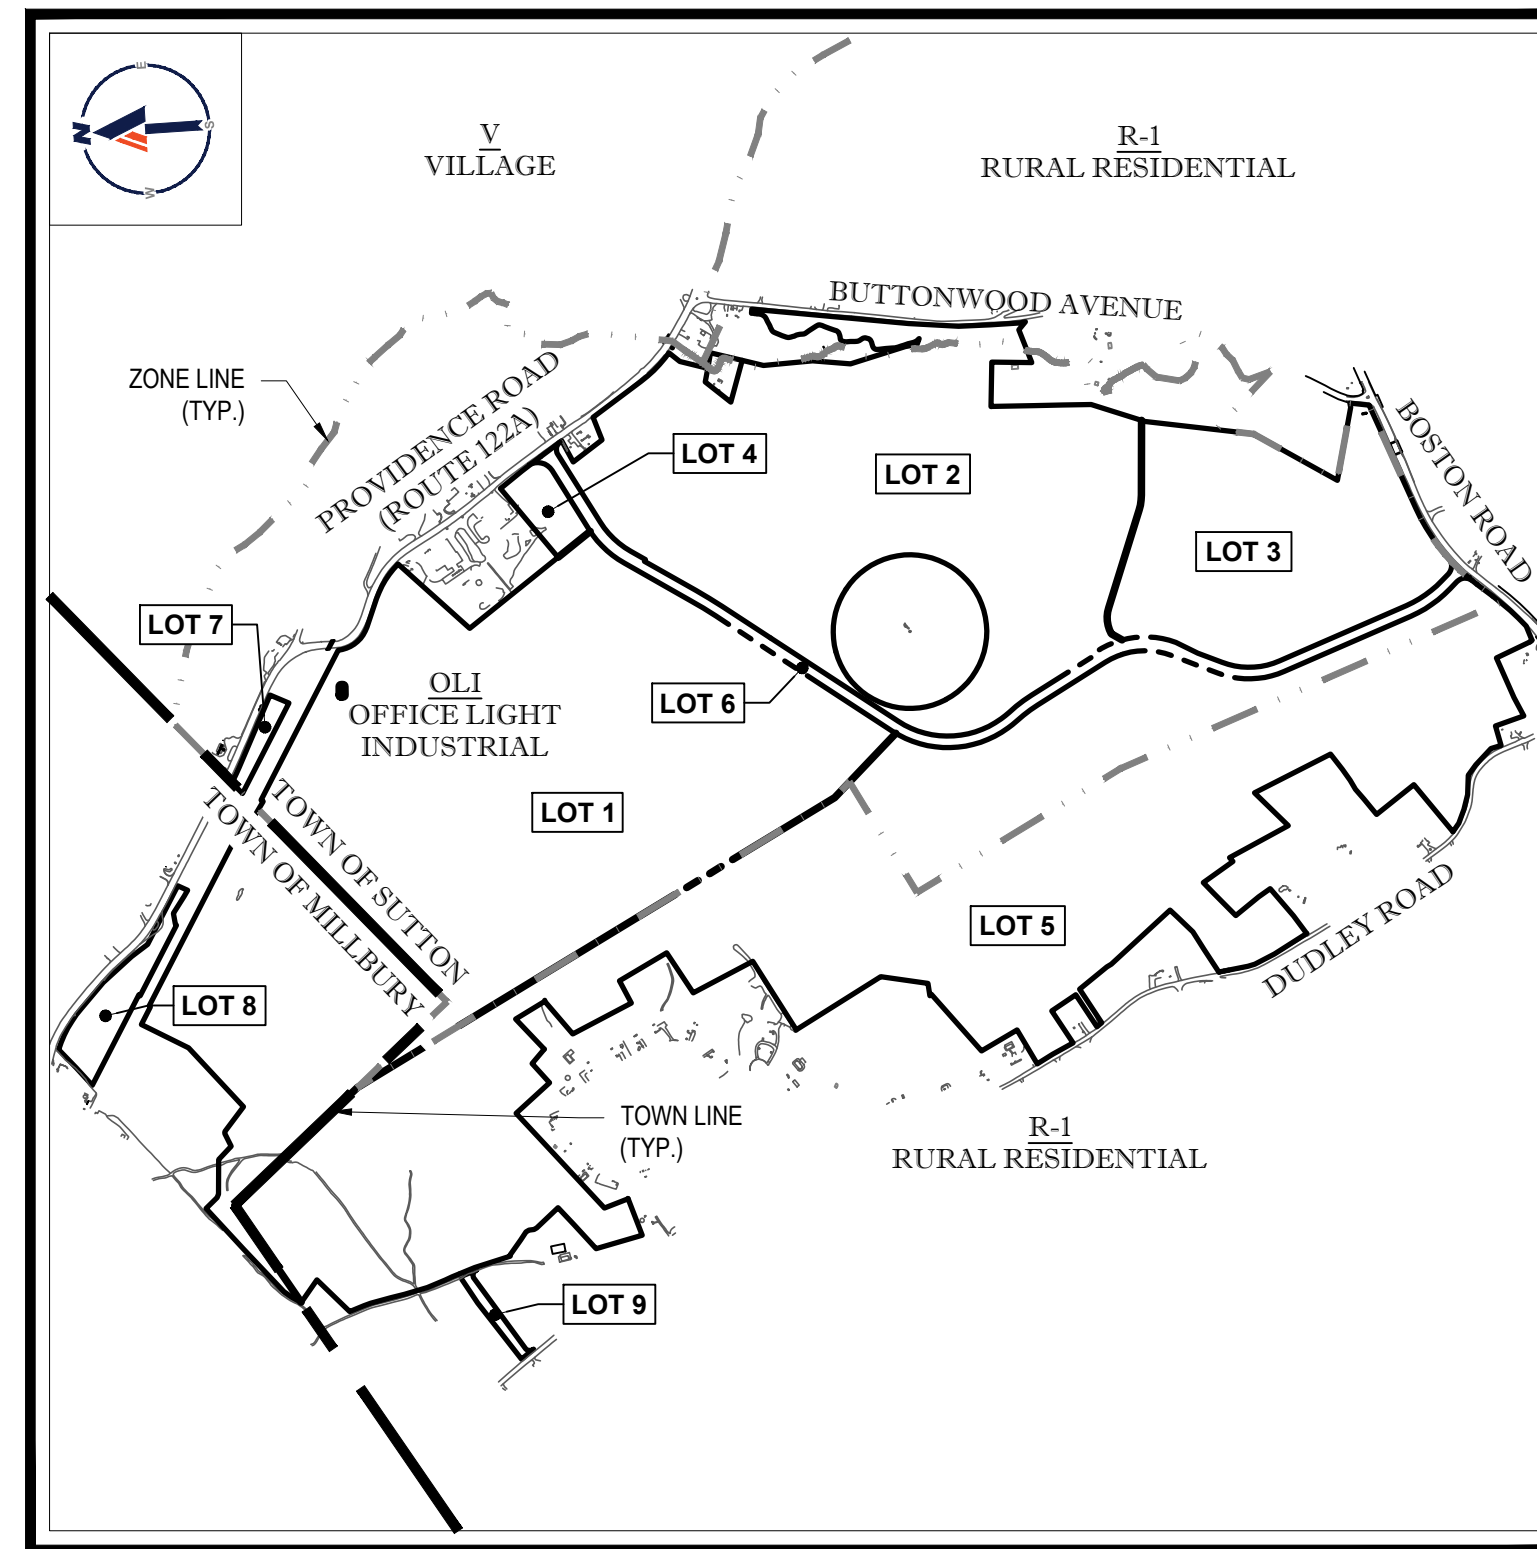 E
N
S
W
V
VILLAGE
R-1
RURAL RESIDENTIAL
BUTTONWOOD AVENUE
ZONE LINE
(TYP.)
PROVIDENCE ROAD
(ROUTE 122A)
BOSTON ROAD
LOT 4
LOT 2
LOT 3
LOT 7
OLI
OFFICE LIGHT
INDUSTRIAL
LOT 6
LOT 1
TOWN OF SUTTON
TOWN OF MILLBURY
LOT 5
DUDLEY ROAD
LOT 8
TOWN LINE
(TYP.)
R-1
RURAL RESIDENTIAL
LOT 9